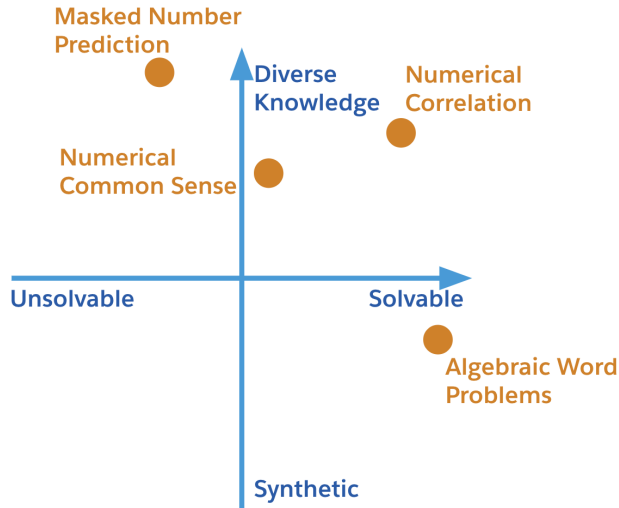 Masked Number
Prediction
Diverse
Knowledge
Numerical
Correlation
Numerical
Common Sense
Unsolvable
Solvable
Algebraic Word
Problems
Synthetic